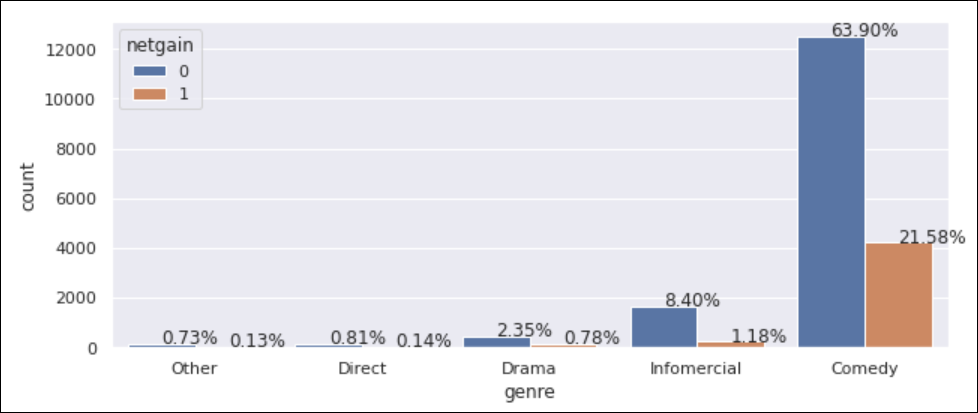 netgain
0
1
count
12000
10000
8000
6000
4000
2000
0
0.73%
0.13%
0.81%
0.14%
2.35%
0.78%
8.40%
1.18%
63.90%
21.58%
Other
Direct
Drama
Infomercial
Comedy
genre